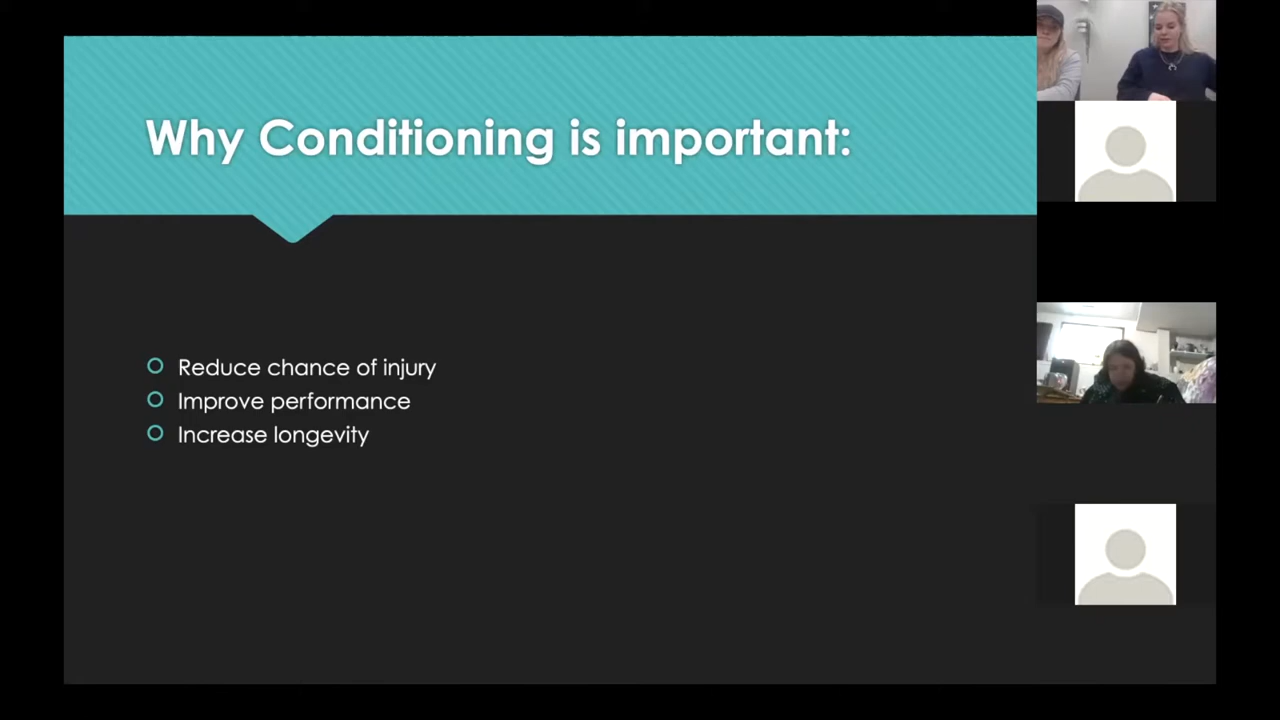 Why Conditioning is important:
Reduce chance of injury
Improve performance
Increase longevity